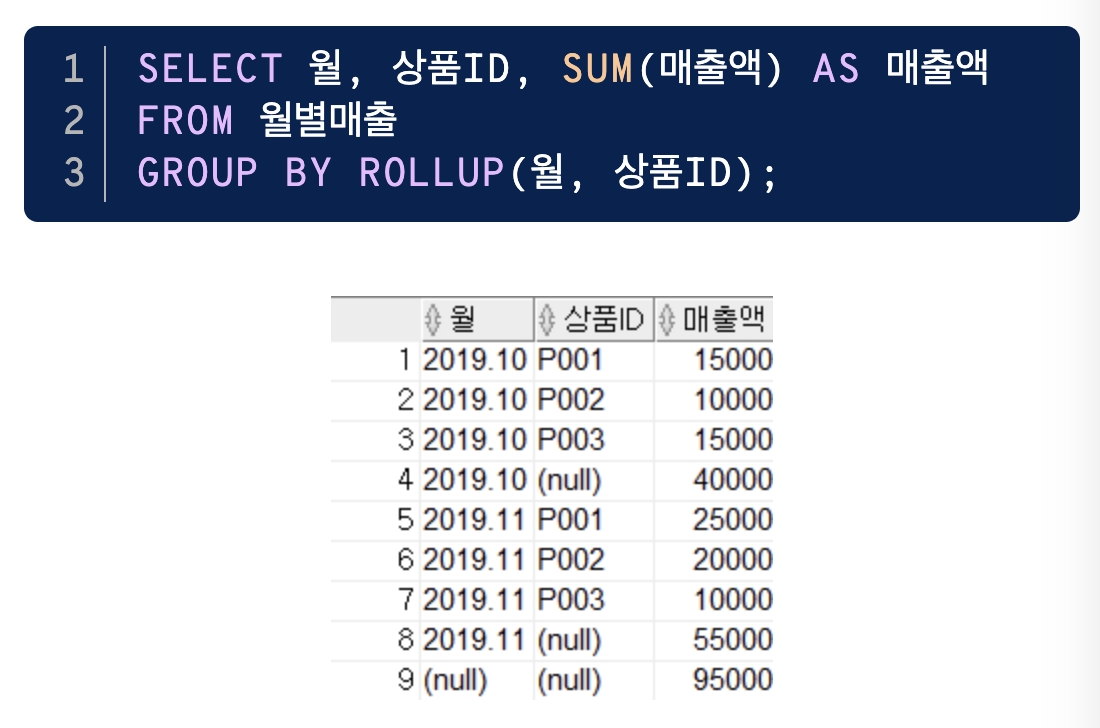 1 SELECT 월, 상품ID, SUM(매출액) AS 매출액
2 FROM 월별매출
3 GROUP BY ROLLUP(월, 상품ID);
월 상품ID 매출액
1 2019.10 P001 15000
2 2019.10 P002 10000
3 2019.10 P003 15000
4 2019.10 (null) 40000
5 2019.11 P001 25000
6 2019.11 P002 20000
7 2019.11 P003 10000
8 2019.11 (null) 55000
9 (null) (null) 95000